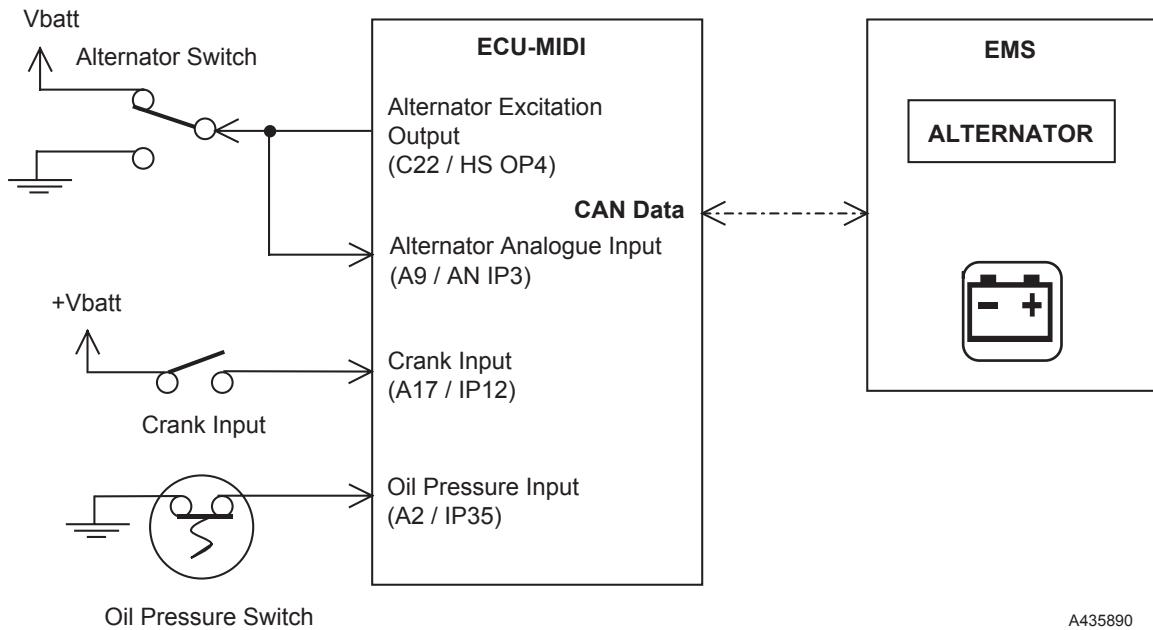 Vbatt
Alternator Switch
ECU-MIDI
EMS
Alternator Excitation
Output
(C22 / HS OP4)
ALTERNATOR
CAN Data
Alternator Analogue Input
(A9 / AN IP3)
- +
+Vbatt
Crank Input
(A17 / IP12)
Crank Input
Oil Pressure Input
(A2 / IP35)
Oil Pressure Switch
A435890